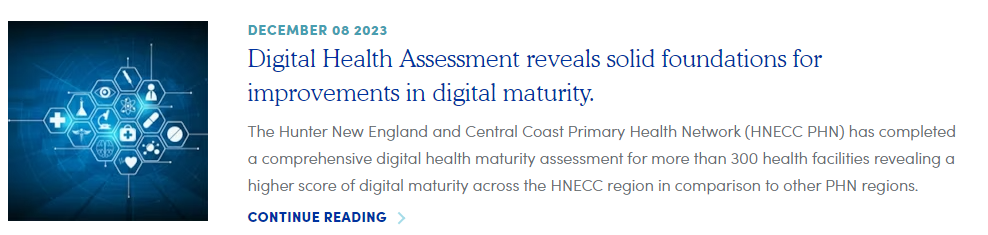 DECEMBER 08 2023
Digital Health Assessment reveals solid foundations for
improvements in digital maturity.
The Hunter New England and Central Coast Primary Health Network (HNECC PHN) has completed
a comprehensive digital health maturity assessment for more than 300 health facilities revealing a
higher score of digital maturity across the HNECC region in comparison to other PHN regions.
CONTINUE READING